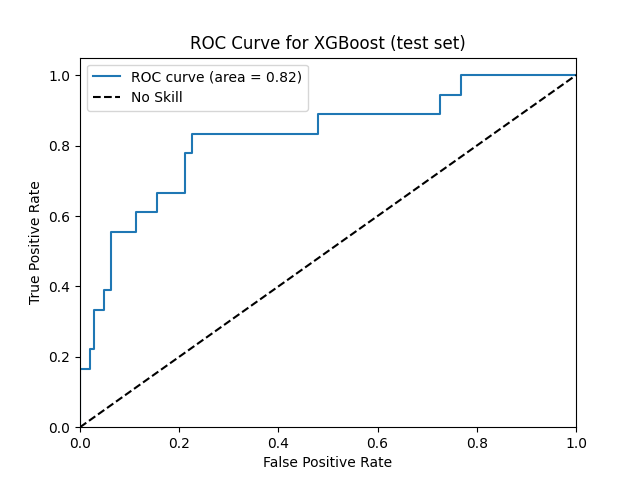 ROC Curve for XGBoost (test set)
ROC curve (area = 0.82)
No Skill
1.0
0.8
0.6
0.4
0.2
0.0
True Positive Rate
0.0 0.2 0.4 0.6 0.8 1.0
False Positive Rate